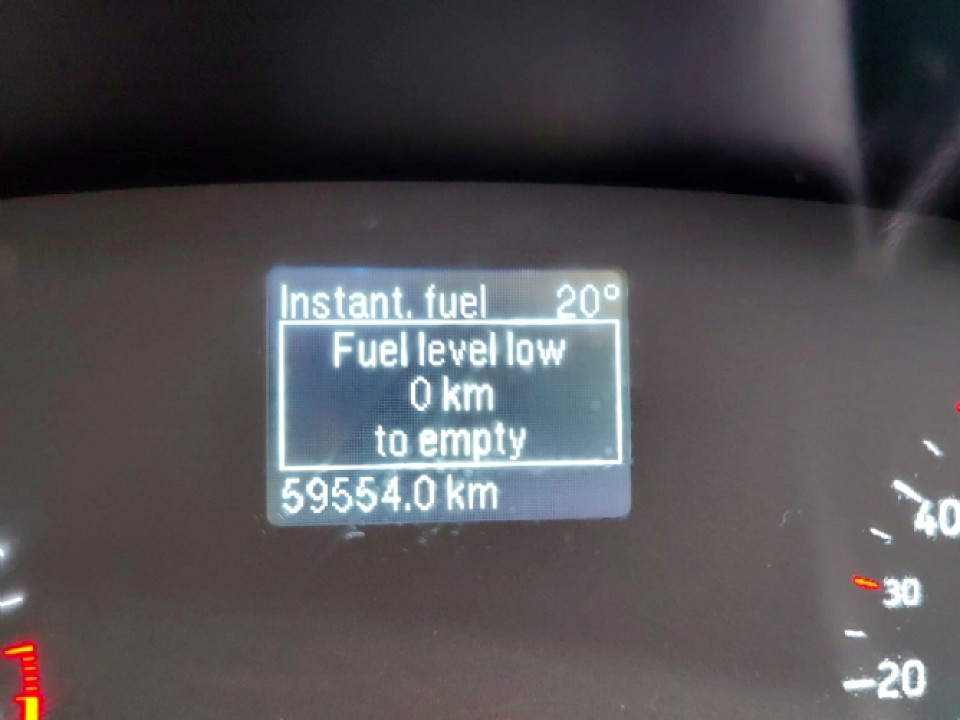 Instant. fuel 20°
Fuel level low
0 km
to empty
59554.0 km
40
30
20